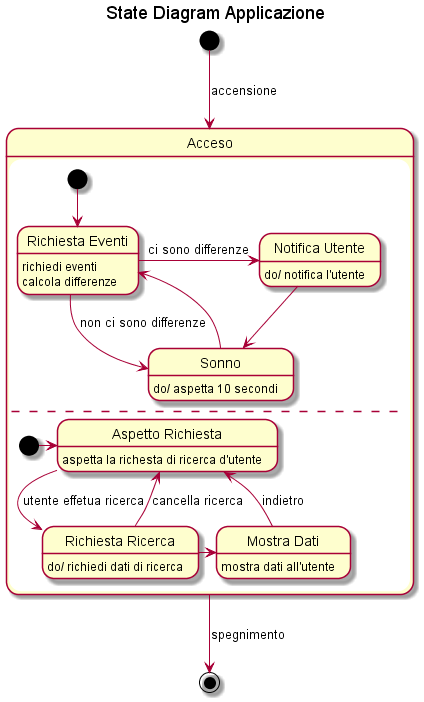 State Diagram Applicazione
accensione
Acceso
Richiesta Eventi
richiedi eventi
calcola differenze
ci sono differenze
Notifica Utente
do/ notifica l'utente
non ci sono differenze
Sonno
do/ aspetta 10 secondi
Aspetto Richiesta
aspetta la richesta di ricerca d'utente
utente effetua ricerca
cancella ricerca
indietro
Richiesta Ricerca
do/ richiedi dati di ricerca
Mostra Dati
mostra dati all'utente
spegnimento